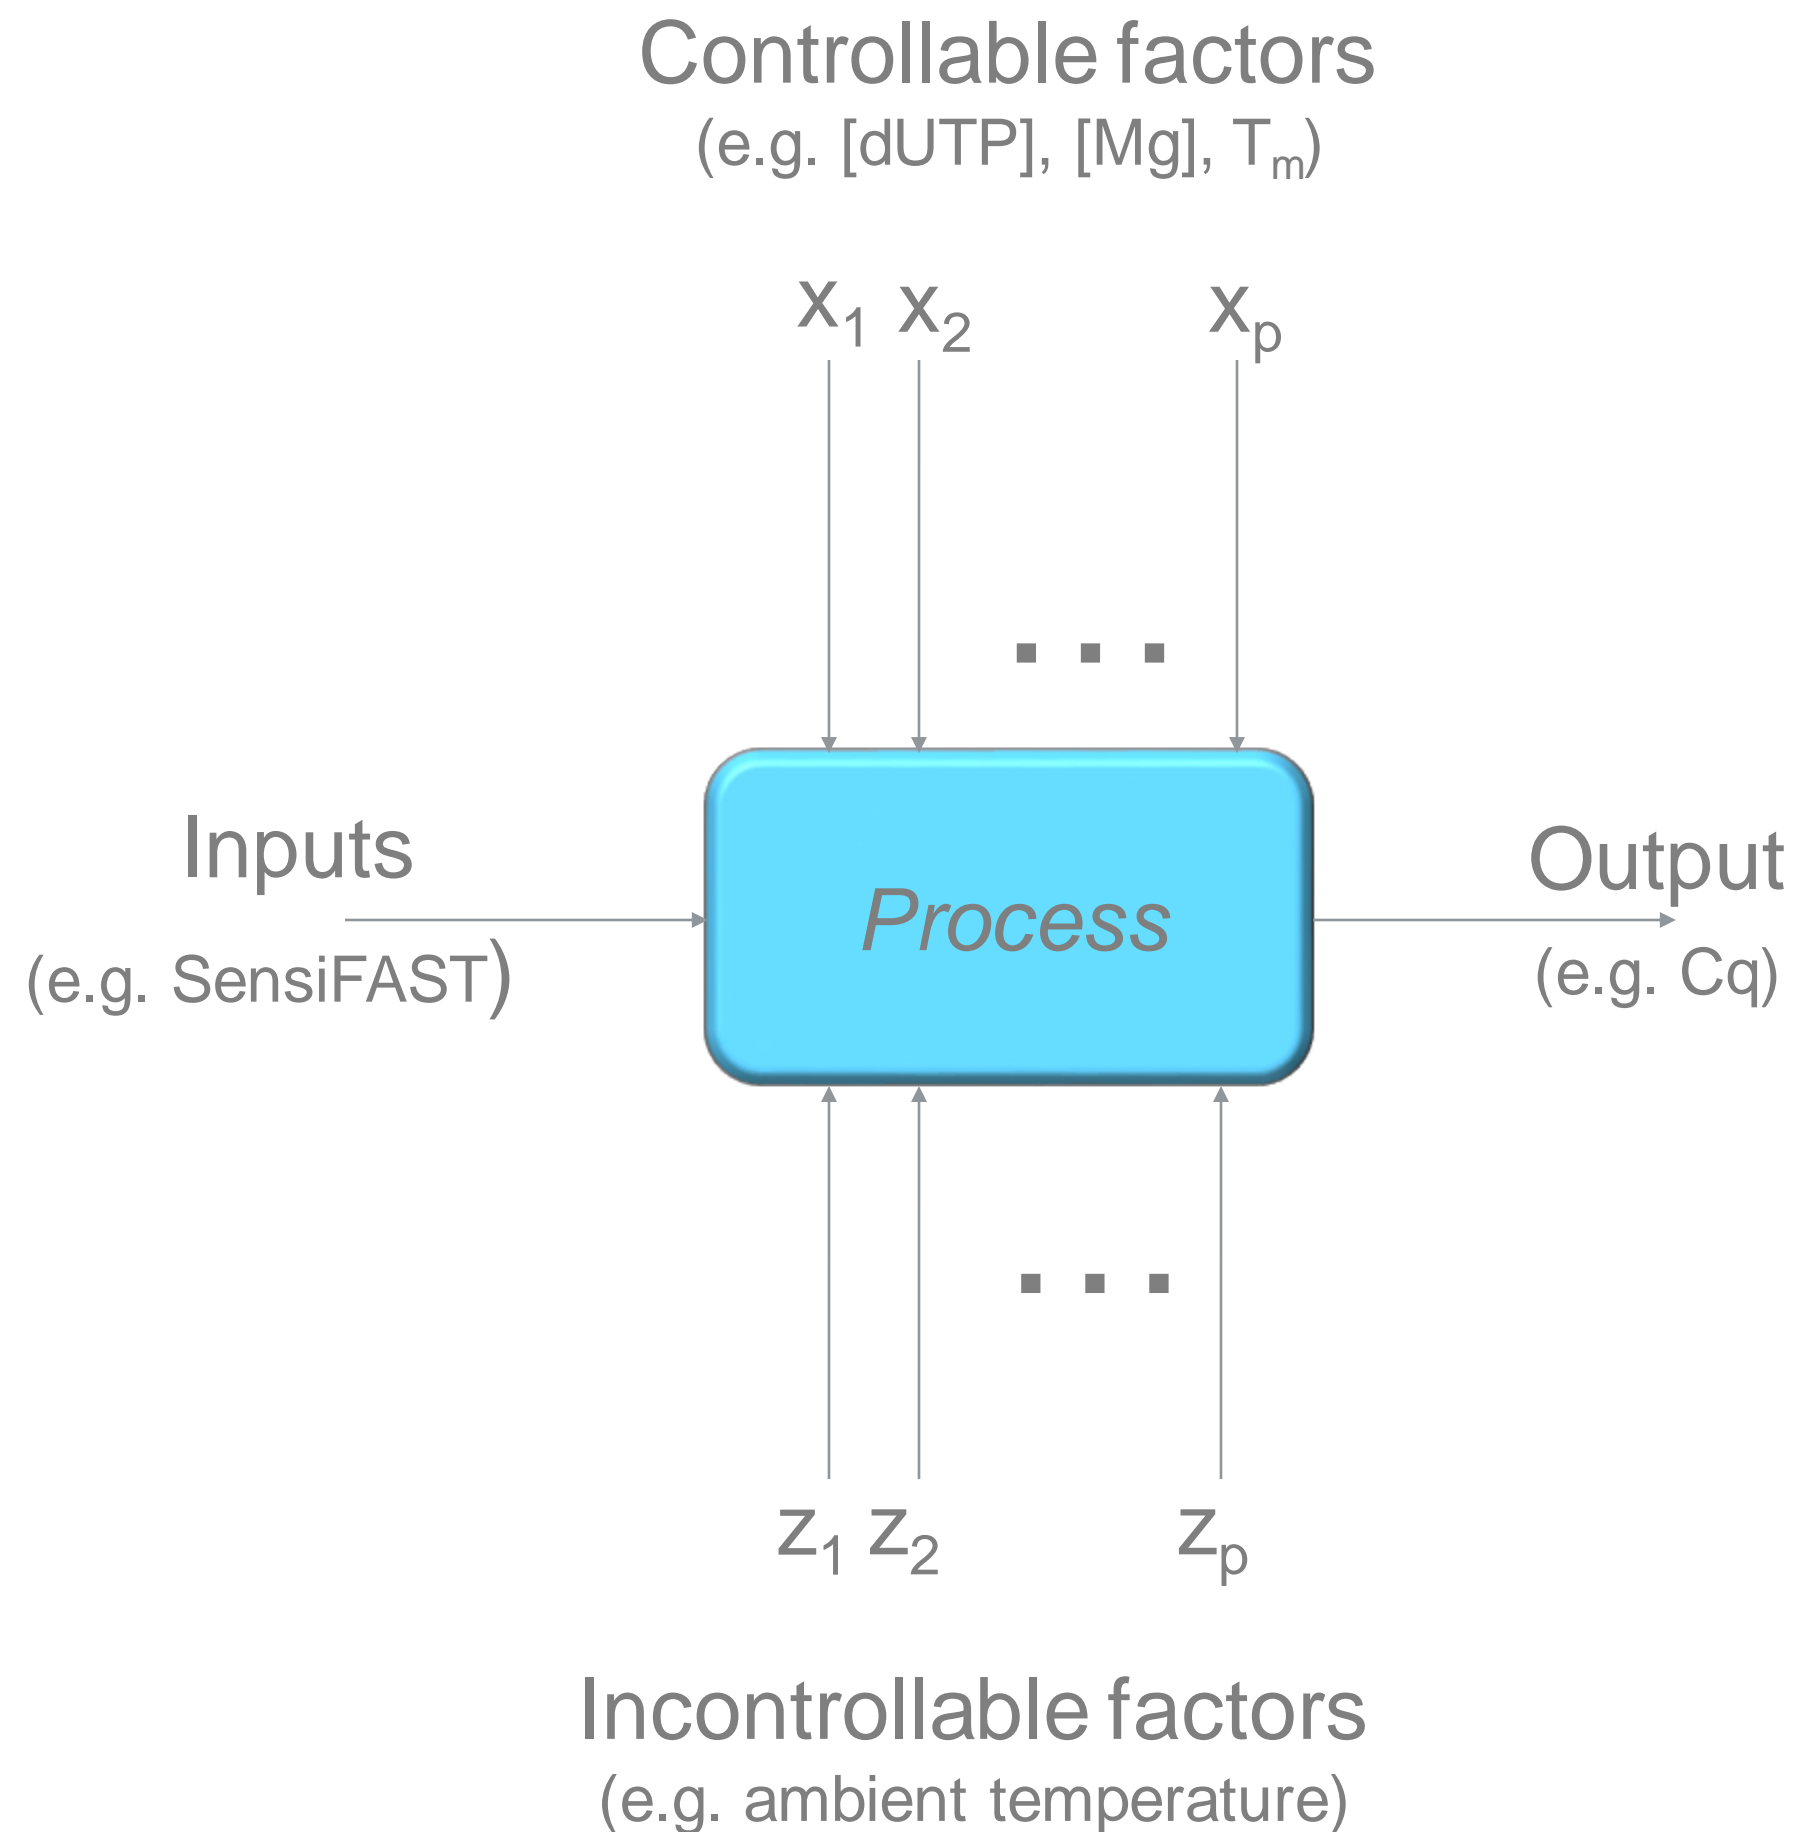 Controllable factors
(e.g. [dUTP], [Mg], Tm)
x1 x2 xp
. . .
Inputs
(e.g. SensiFAST)
Process
Output
(e.g. Cq)
. . .
z1 z2 zp
Incontrollable factors
(e.g. ambient temperature)